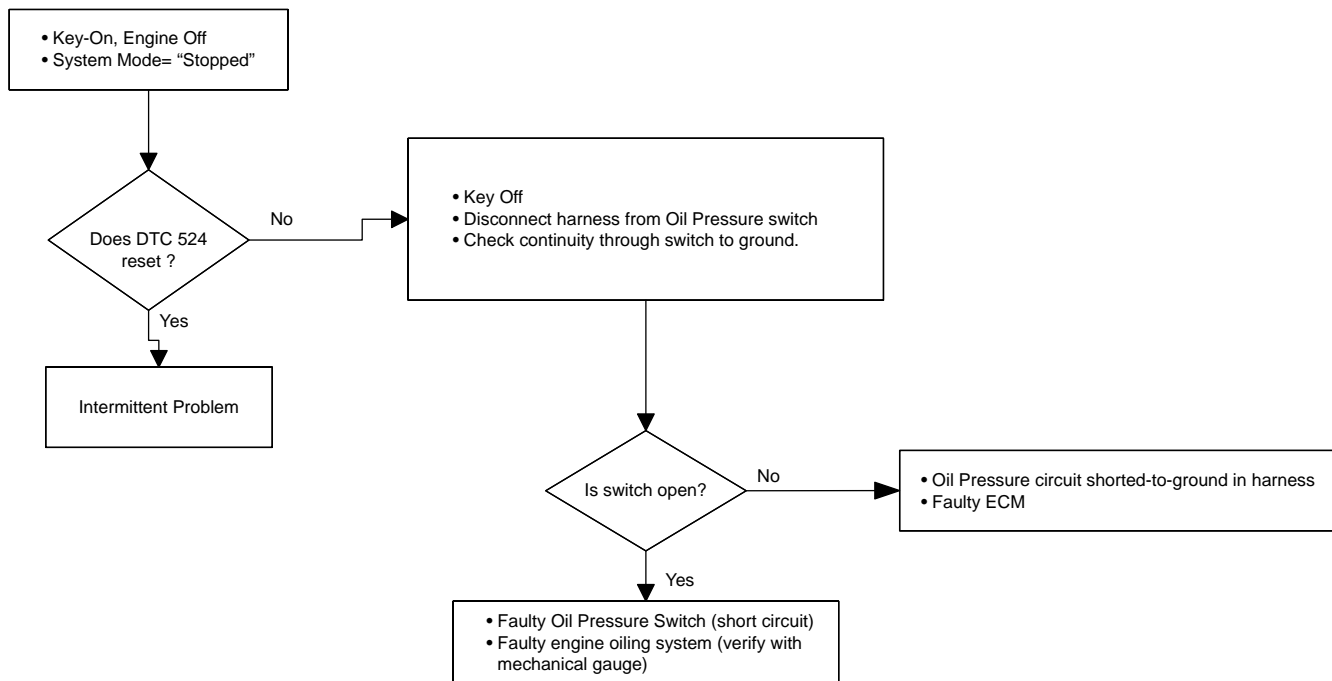 • Key-On, Engine Off
• System Mode= “Stopped”
Does DTC 524
reset ?
No
Yes
Intermittent Problem
• Key Off
• Disconnect harness from Oil Pressure switch
• Check continuity through switch to ground.
Is switch open?
No
• Oil Pressure circuit shorted-to-ground in harness
• Faulty ECM
Yes
• Faulty Oil Pressure Switch (short circuit)
• Faulty engine oiling system (verify with
mechanical gauge)